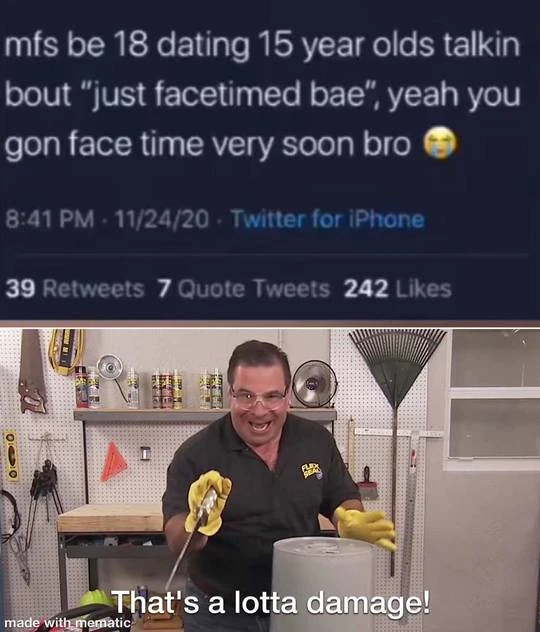 mfs be 18 dating 15 year olds talkin
bout “just facetimed bae”, yeah you
gon face time very soon bro 😭
8:41 PM · 11/24/20 · Twitter for iPhone
39 Retweets 7 Quote Tweets 242 Likes
FLEX
SEAL
That's a lotta damage!
made with mematic